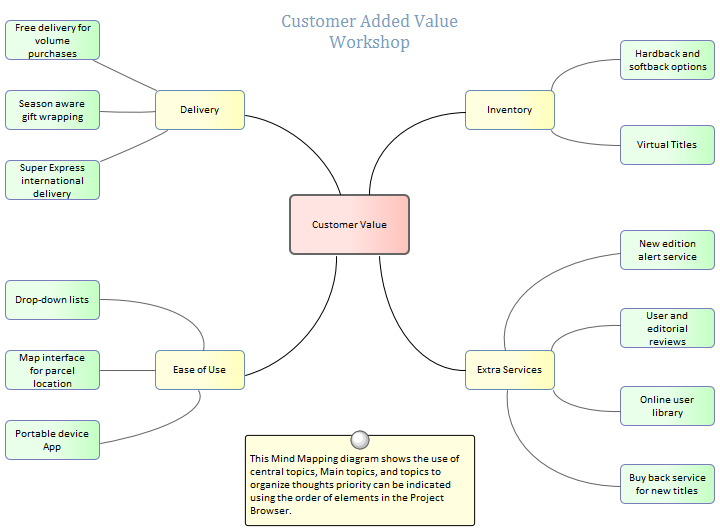 Customer Added Value
Workshop
Free delivery for
volume
purchases
Season aware
gift wrapping
Super Express
international
delivery
Delivery
Inventory
Hardback and
softback options
Virtual Titles
Customer Value
Drop-down lists
Map interface
for parcel
location
Portable device
App
Ease of Use
Extra Services
New edition
alert service
User and
editorial
reviews
Online user
library
Buy back service
for new titles
This Mind Mapping diagram shows the use of
central topics, Main topics, and topics to
organize thoughts priority can be indicated
using the order of elements in the Project
Browser.